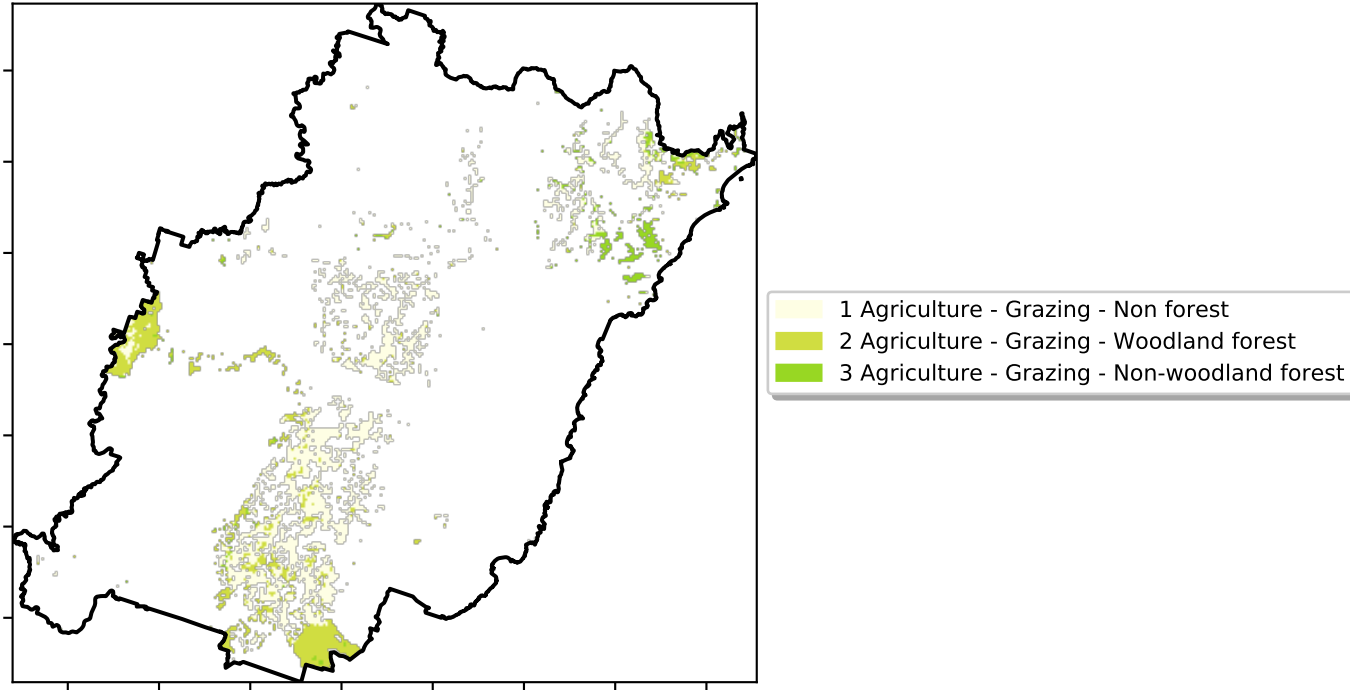 1 Agriculture - Grazing - Non forest
2 Agriculture - Grazing - Woodland forest
3 Agriculture - Grazing - Non-woodland forest